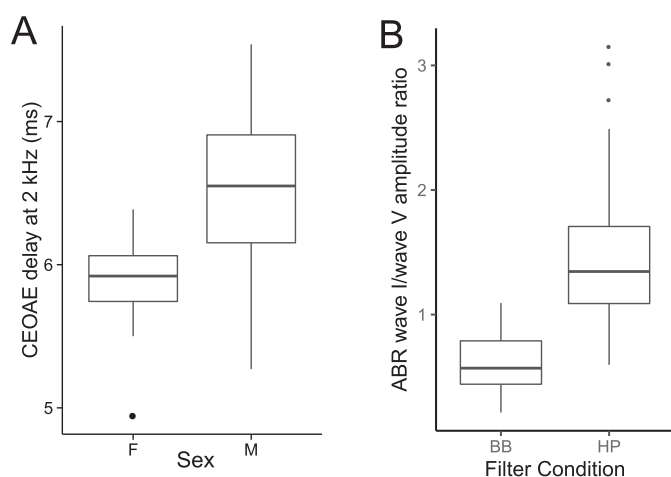 A
CEOAE delay at 2 kHz (ms)
7
6
5
F
M
Sex
B
ABR wave I/wave V amplitude ratio
3
2
1
BB
HP
Filter Condition